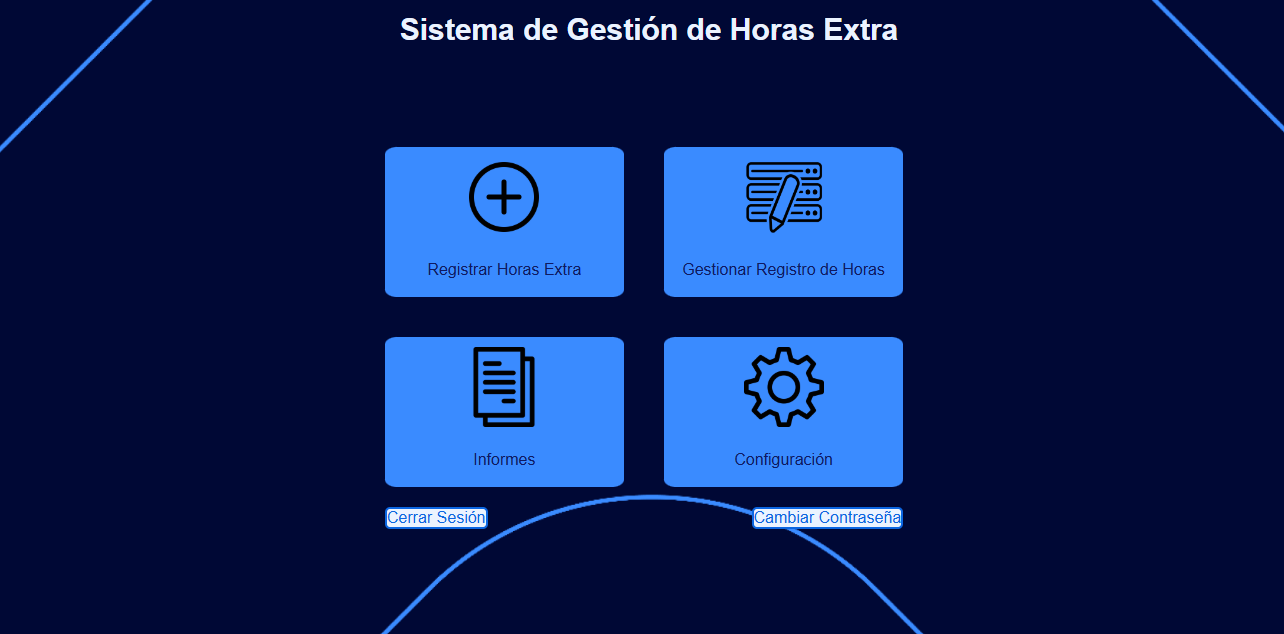 Sistema de Gestión de Horas Extra
Registrar Horas Extra
Gestionar Registro de Horas
Informes
Configuración
Cerrar Sesión
Cambiar Contraseña